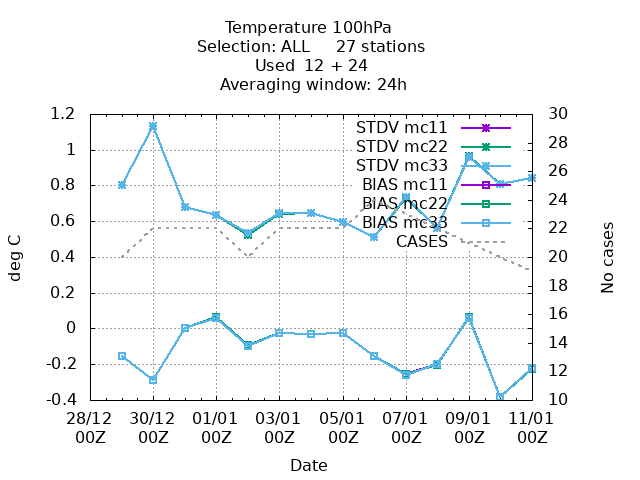 Temperature 100hPa
Selection: ALL     27 stations
Used  12 + 24
Averaging window: 24h
1.2
1
0.8
0.6
0.4
0.2
0
-0.2
-0.4
deg C
30
28
26
24
22
20
18
16
14
12
10
No cases
STDV mc11
STDV mc22
STDV mc33
BIAS mc11
BIAS mc22
BIAS mc33
CASES
28/12 30/12 01/01 03/01 05/01 07/01 09/01 11/01
00Z 00Z 00Z 00Z 00Z 00Z 00Z 00Z
Date